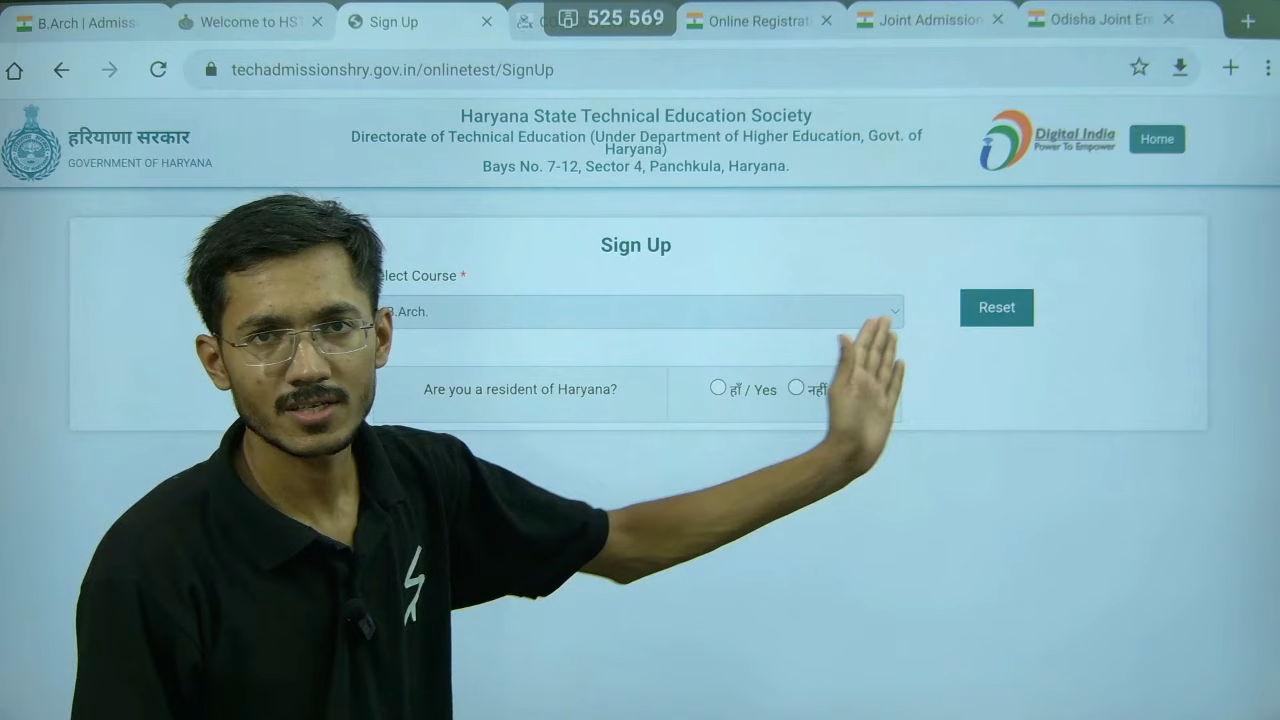 B.Arch | Admiss
Welcome to HST
Sign Up
525 569
Online Registrat
Joint Admission
Odisha Joint En
techadmissionshry.gov.in/onlinetest/SignUp
हरियाणा सरकार
GOVERNMENT OF HARYANA
Haryana State Technical Education Society
Directorate of Technical Education (Under Department of Higher Education, Govt. of
Haryana)
Bays No. 7-12, Sector 4, Panchkula, Haryana.
Digital India
Power To Empower
Home
Sign Up
elect Course *
B.Arch.
Reset
Are you a resident of Haryana?
हाँ / Yes
नहीं